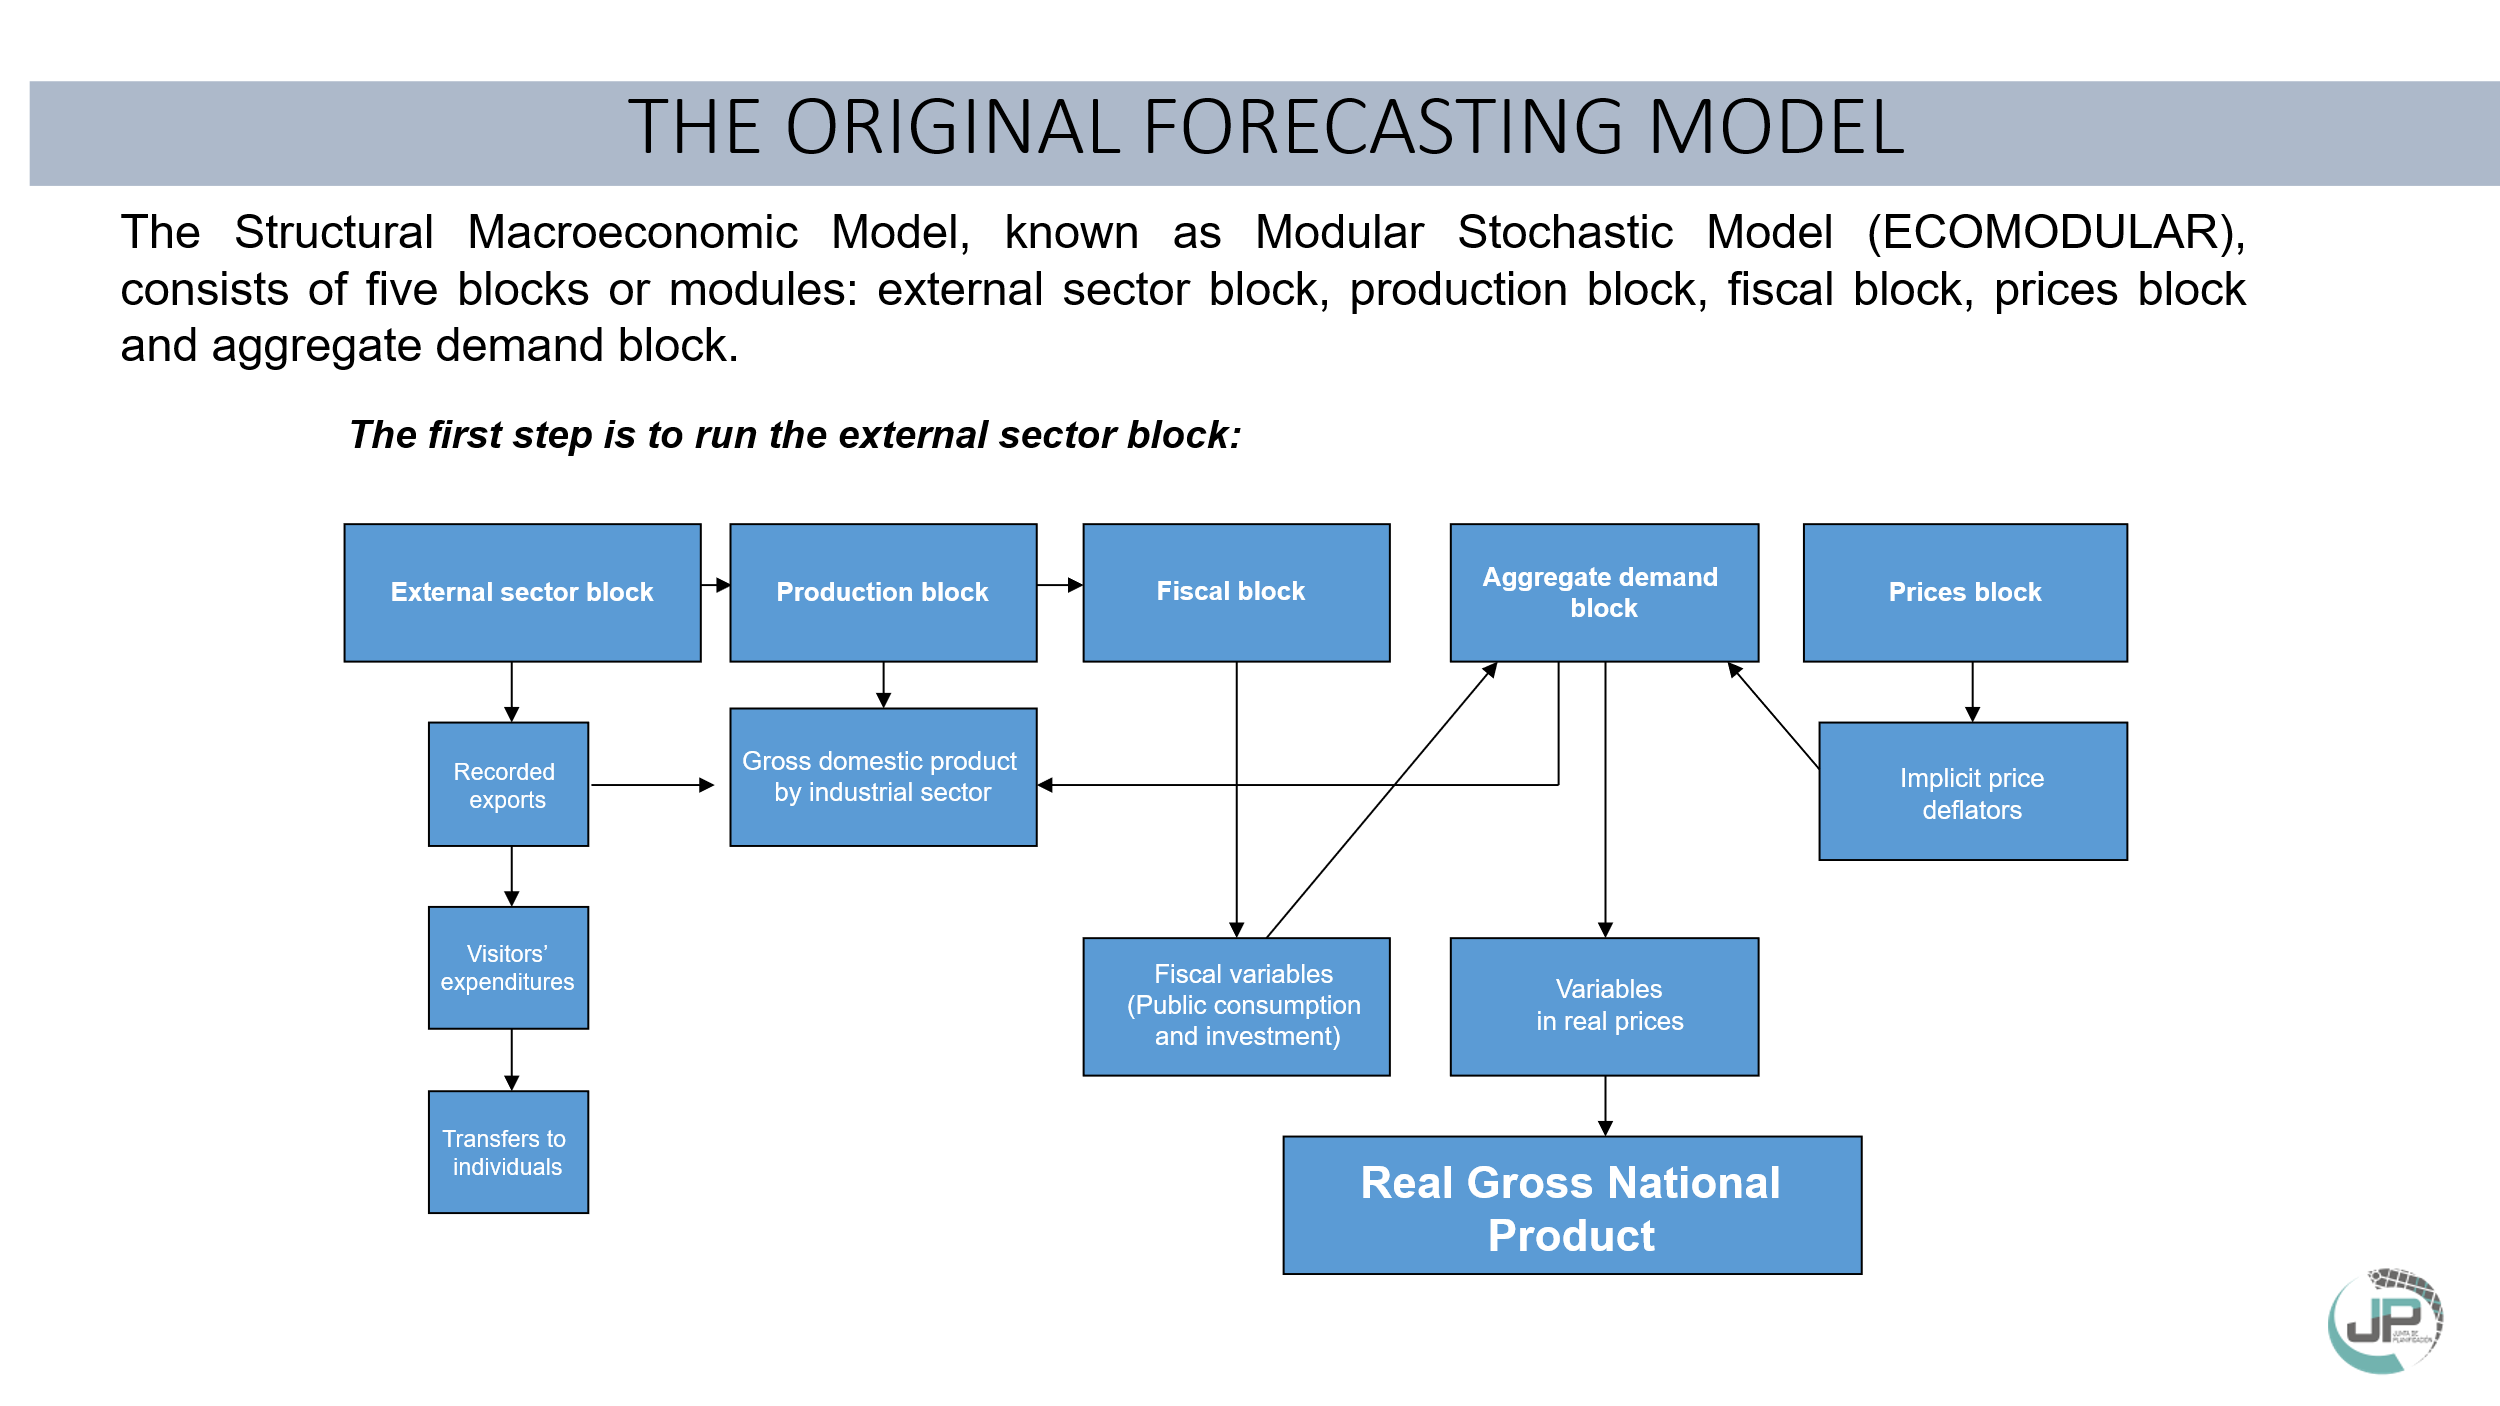 THE ORIGINAL FORECASTING MODEL
The Structural Macroeconomic Model, known as Modular Stochastic Model (ECOMODULAR),
consists of five blocks or modules: external sector block, production block, fiscal block, prices block
and aggregate demand block.
The first step is to run the external sector block:
External sector block
Production block
Fiscal block
Aggregate demand
block
Prices block
Recorded
exports
Gross domestic product
by industrial sector
Implicit price
deflators
Visitors’
expenditures
Fiscal variables
(Public consumption
and investment)
Variables
in real prices
Transfers to
individuals
Real Gross National
Product
JP
JUNTA DE
PLANIFICACIÓN